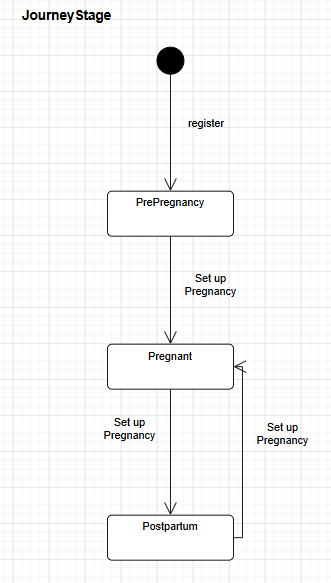 JourneyStage
register
PrePregnancy
Set up
Pregnancy
Pregnant
Set up
Pregnancy
Set up
Pregnancy
Postpartum